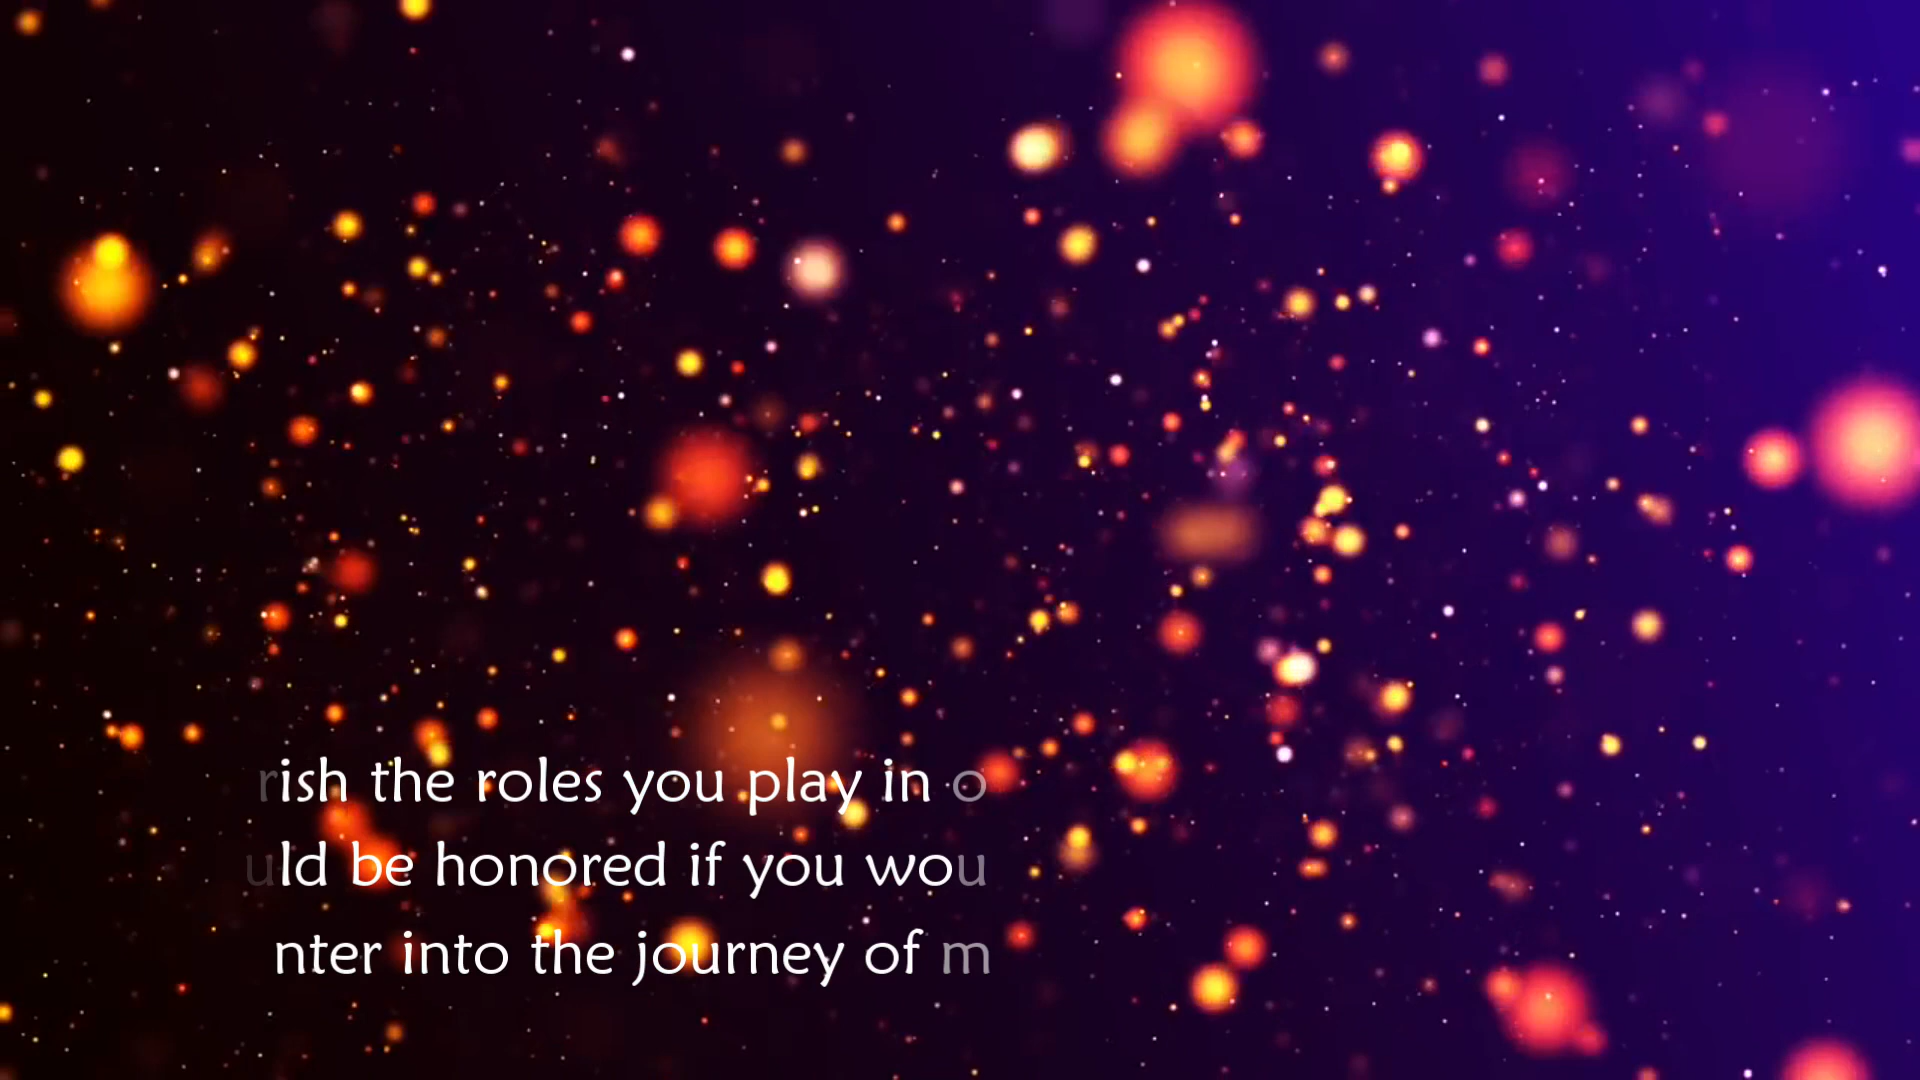 rish the roles you play in o
uld be honored if you wou
nter into the journey of m